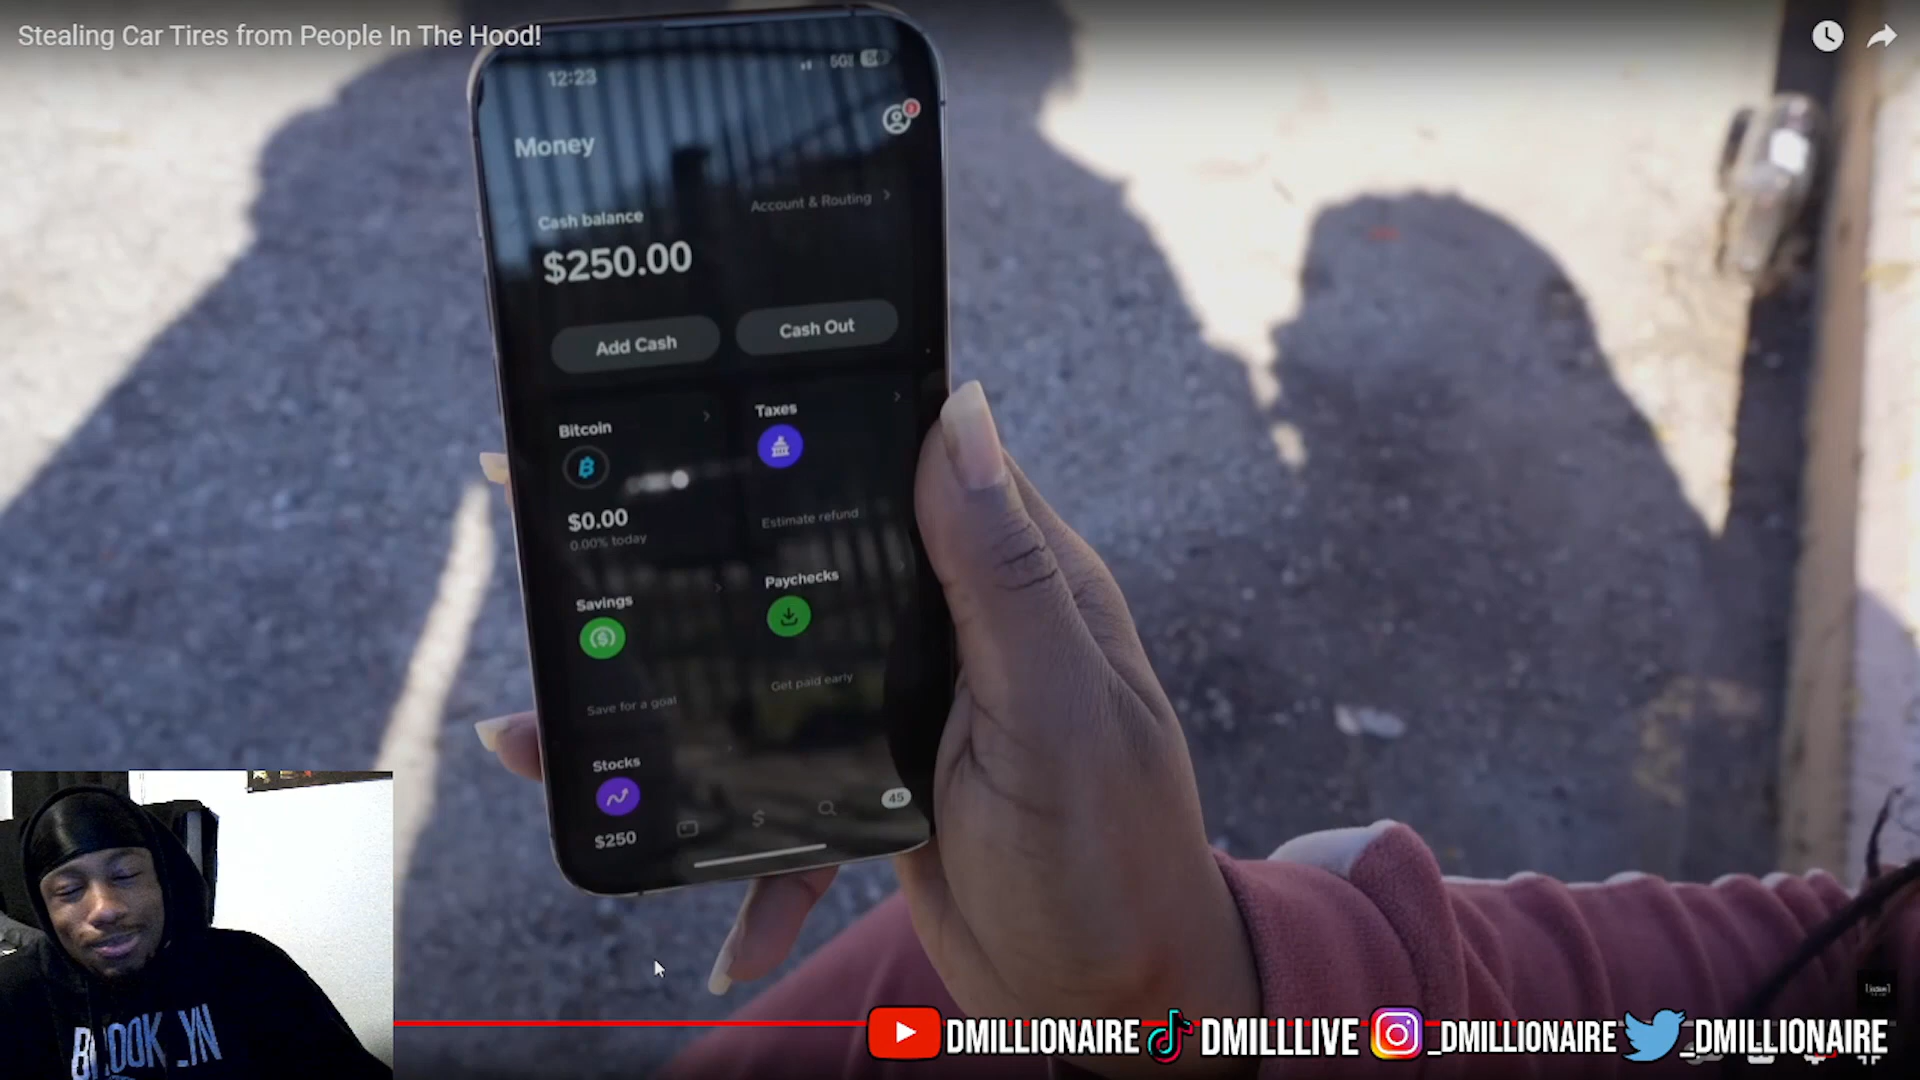 Stealing Car Tires from People In The Hood!
12:23
5G
Money
Account & Routing
Cash balance
$250.00
Add Cash
Cash Out
Bitcoin
Taxes
$0.00
0.00% today
Estimate refund
Savings
Paychecks
Save for a goal
Get paid early
Stocks
$250
45
DMILLIONAIRE
DMILLLIVE
_DMILLIONAIRE
_DMILLIONAIRE